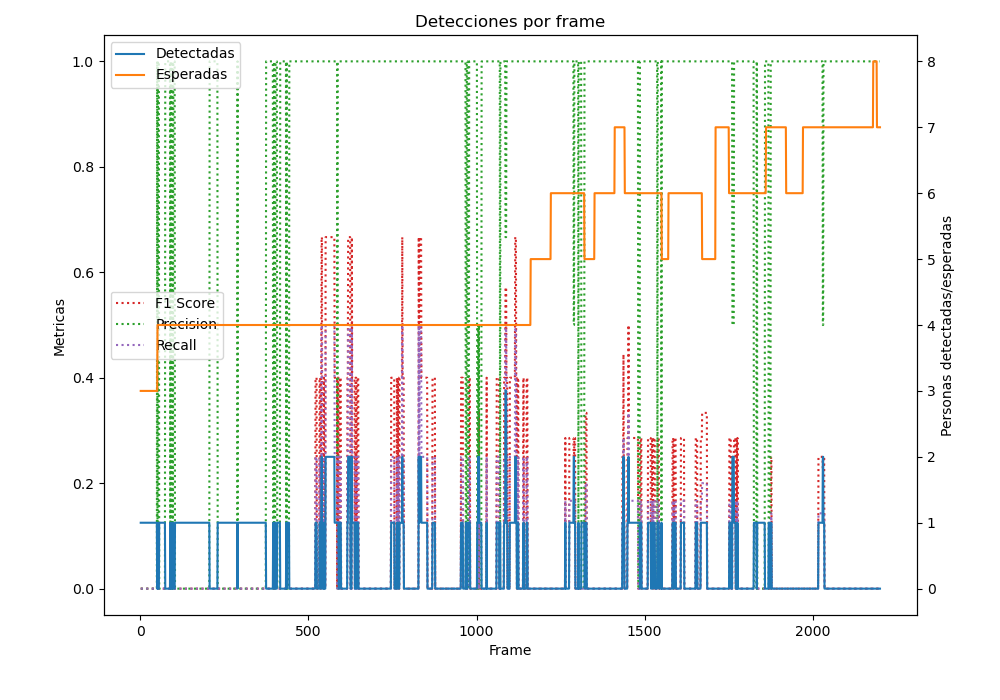 Detecciones por frame
Detectadas
Esperadas
F1 Score
Precision
Recall
Metricas
1.0
0.8
0.6
0.4
0.2
0.0
8
7
6
5
4
3
2
1
0
Personas detectadas/esperadas
0 500 1000 1500 2000
Frame